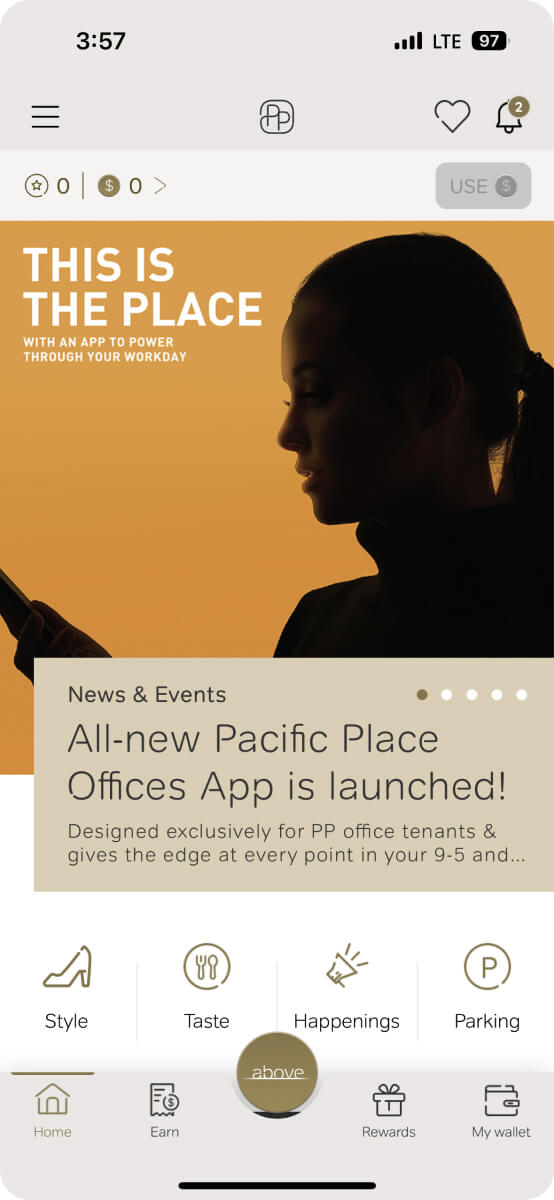 3:57
LTE 97
PP
2
0 $ 0
USE $
THIS IS
THE PLACE
WITH AN APP TO POWER
THROUGH YOUR WORKDAY
News & Events
All-new Pacific Place
Offices App is launched!
Designed exclusively for PP office tenants &
gives the edge at every point in your 9-5 and...
P
Style
Taste
Happenings
Parking
above
$
Home
Earn
Rewards
My wallet